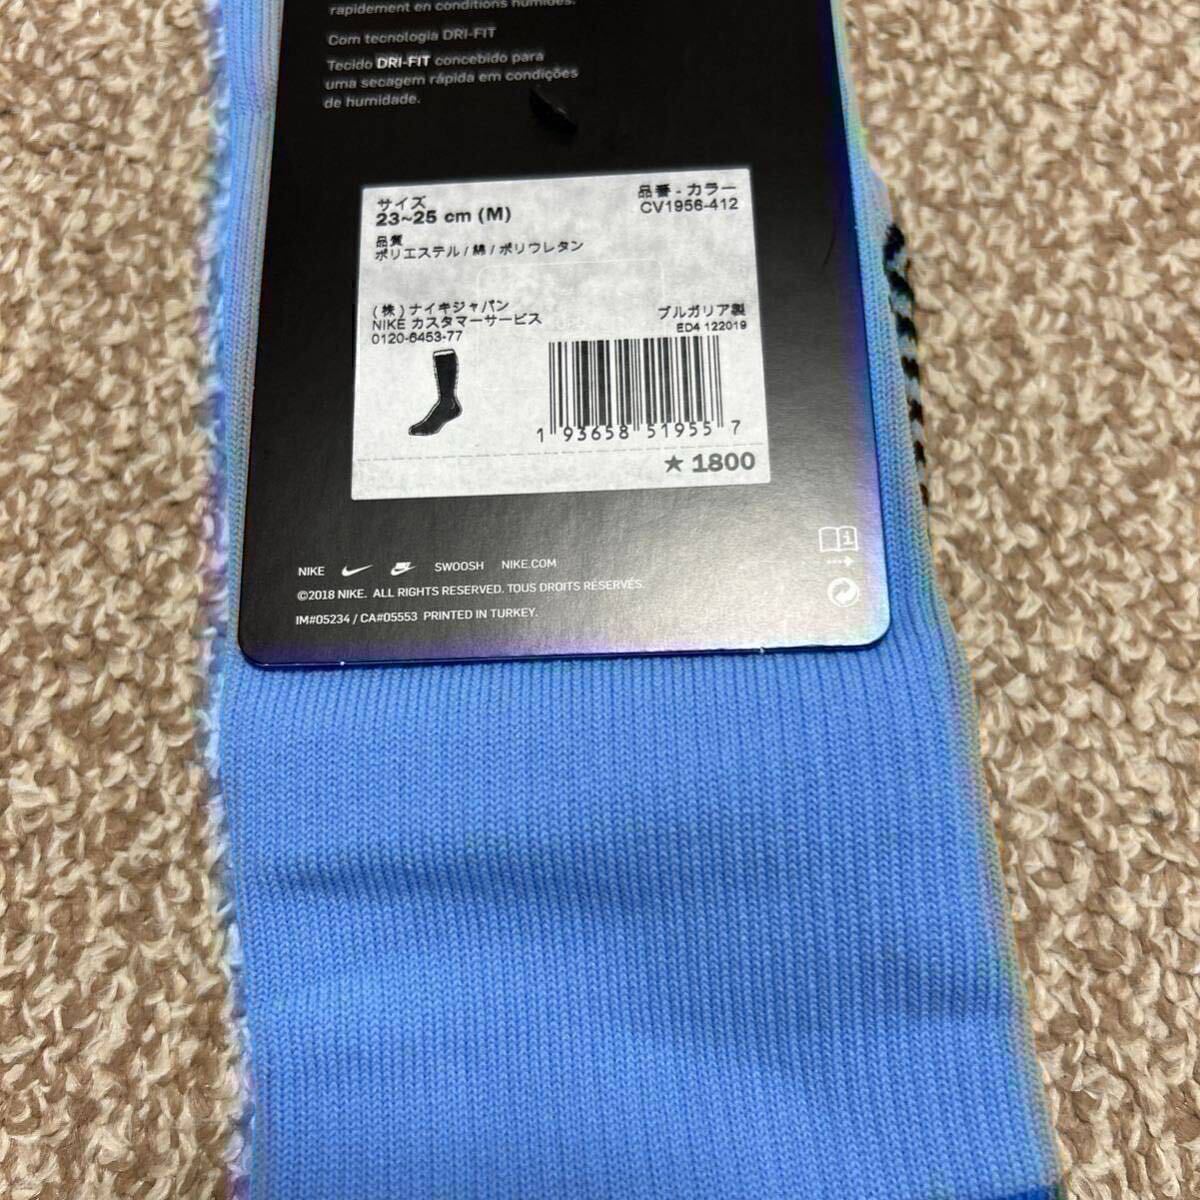 rapidement en conditions humides.
Com tecnologia DRI-FIT
Tecido DRI-FIT concebido para
uma secagem rápida em condições
de humidade.
サイズ
23~25 cm (M)
品番 - カラー
CV1956-412
品質
ポリエステル / 綿 / ポリウレタン
(株) ナイキジャパン
NIKE カスタマーサービス
0120-6453-77
ブルガリア製
ED4 122019
1 93658 51955 7
★ 1800
NIKE SWOOSH NIKE.COM
©2018 NIKE. ALL RIGHTS RESERVED. TOUS DROITS RÉSERVÉS.
IM#05234 / CA#05553 PRINTED IN TURKEY.